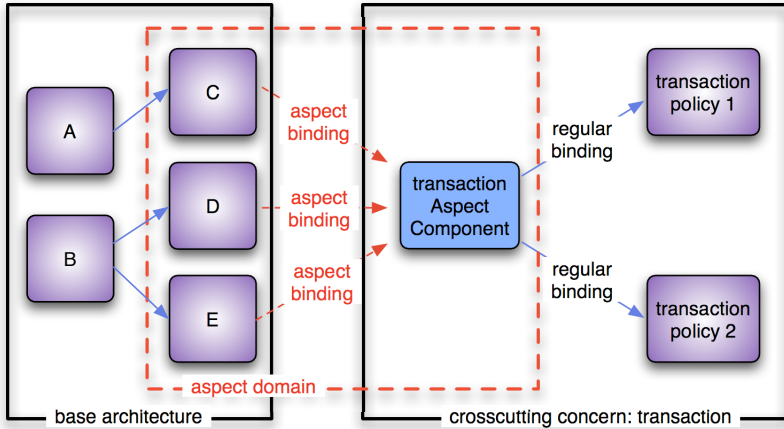 A
B
C
D
E
aspect
binding
aspect
binding
aspect
binding
aspect domain
base architecture
transaction
Aspect
Component
regular
binding
regular
binding
transaction
policy 1
transaction
policy 2
crosscutting concern: transaction